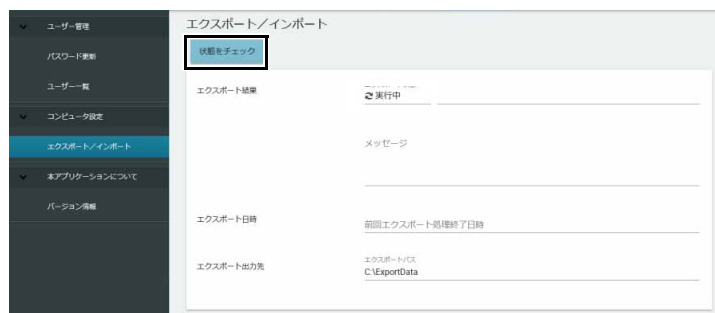 ユーザー管理
パスワード更新
ユーザー一覧
コンピュータ設定
エクスポート／インポート
本アプリケーションについて
バージョン情報
エクスポート／インポート
状態をチェック
エクスポート結果
実行中
メッセージ
エクスポート日時
前回エクスポート処理終了日時
エクスポート出力先
エクスポートパス
C:\ExportData